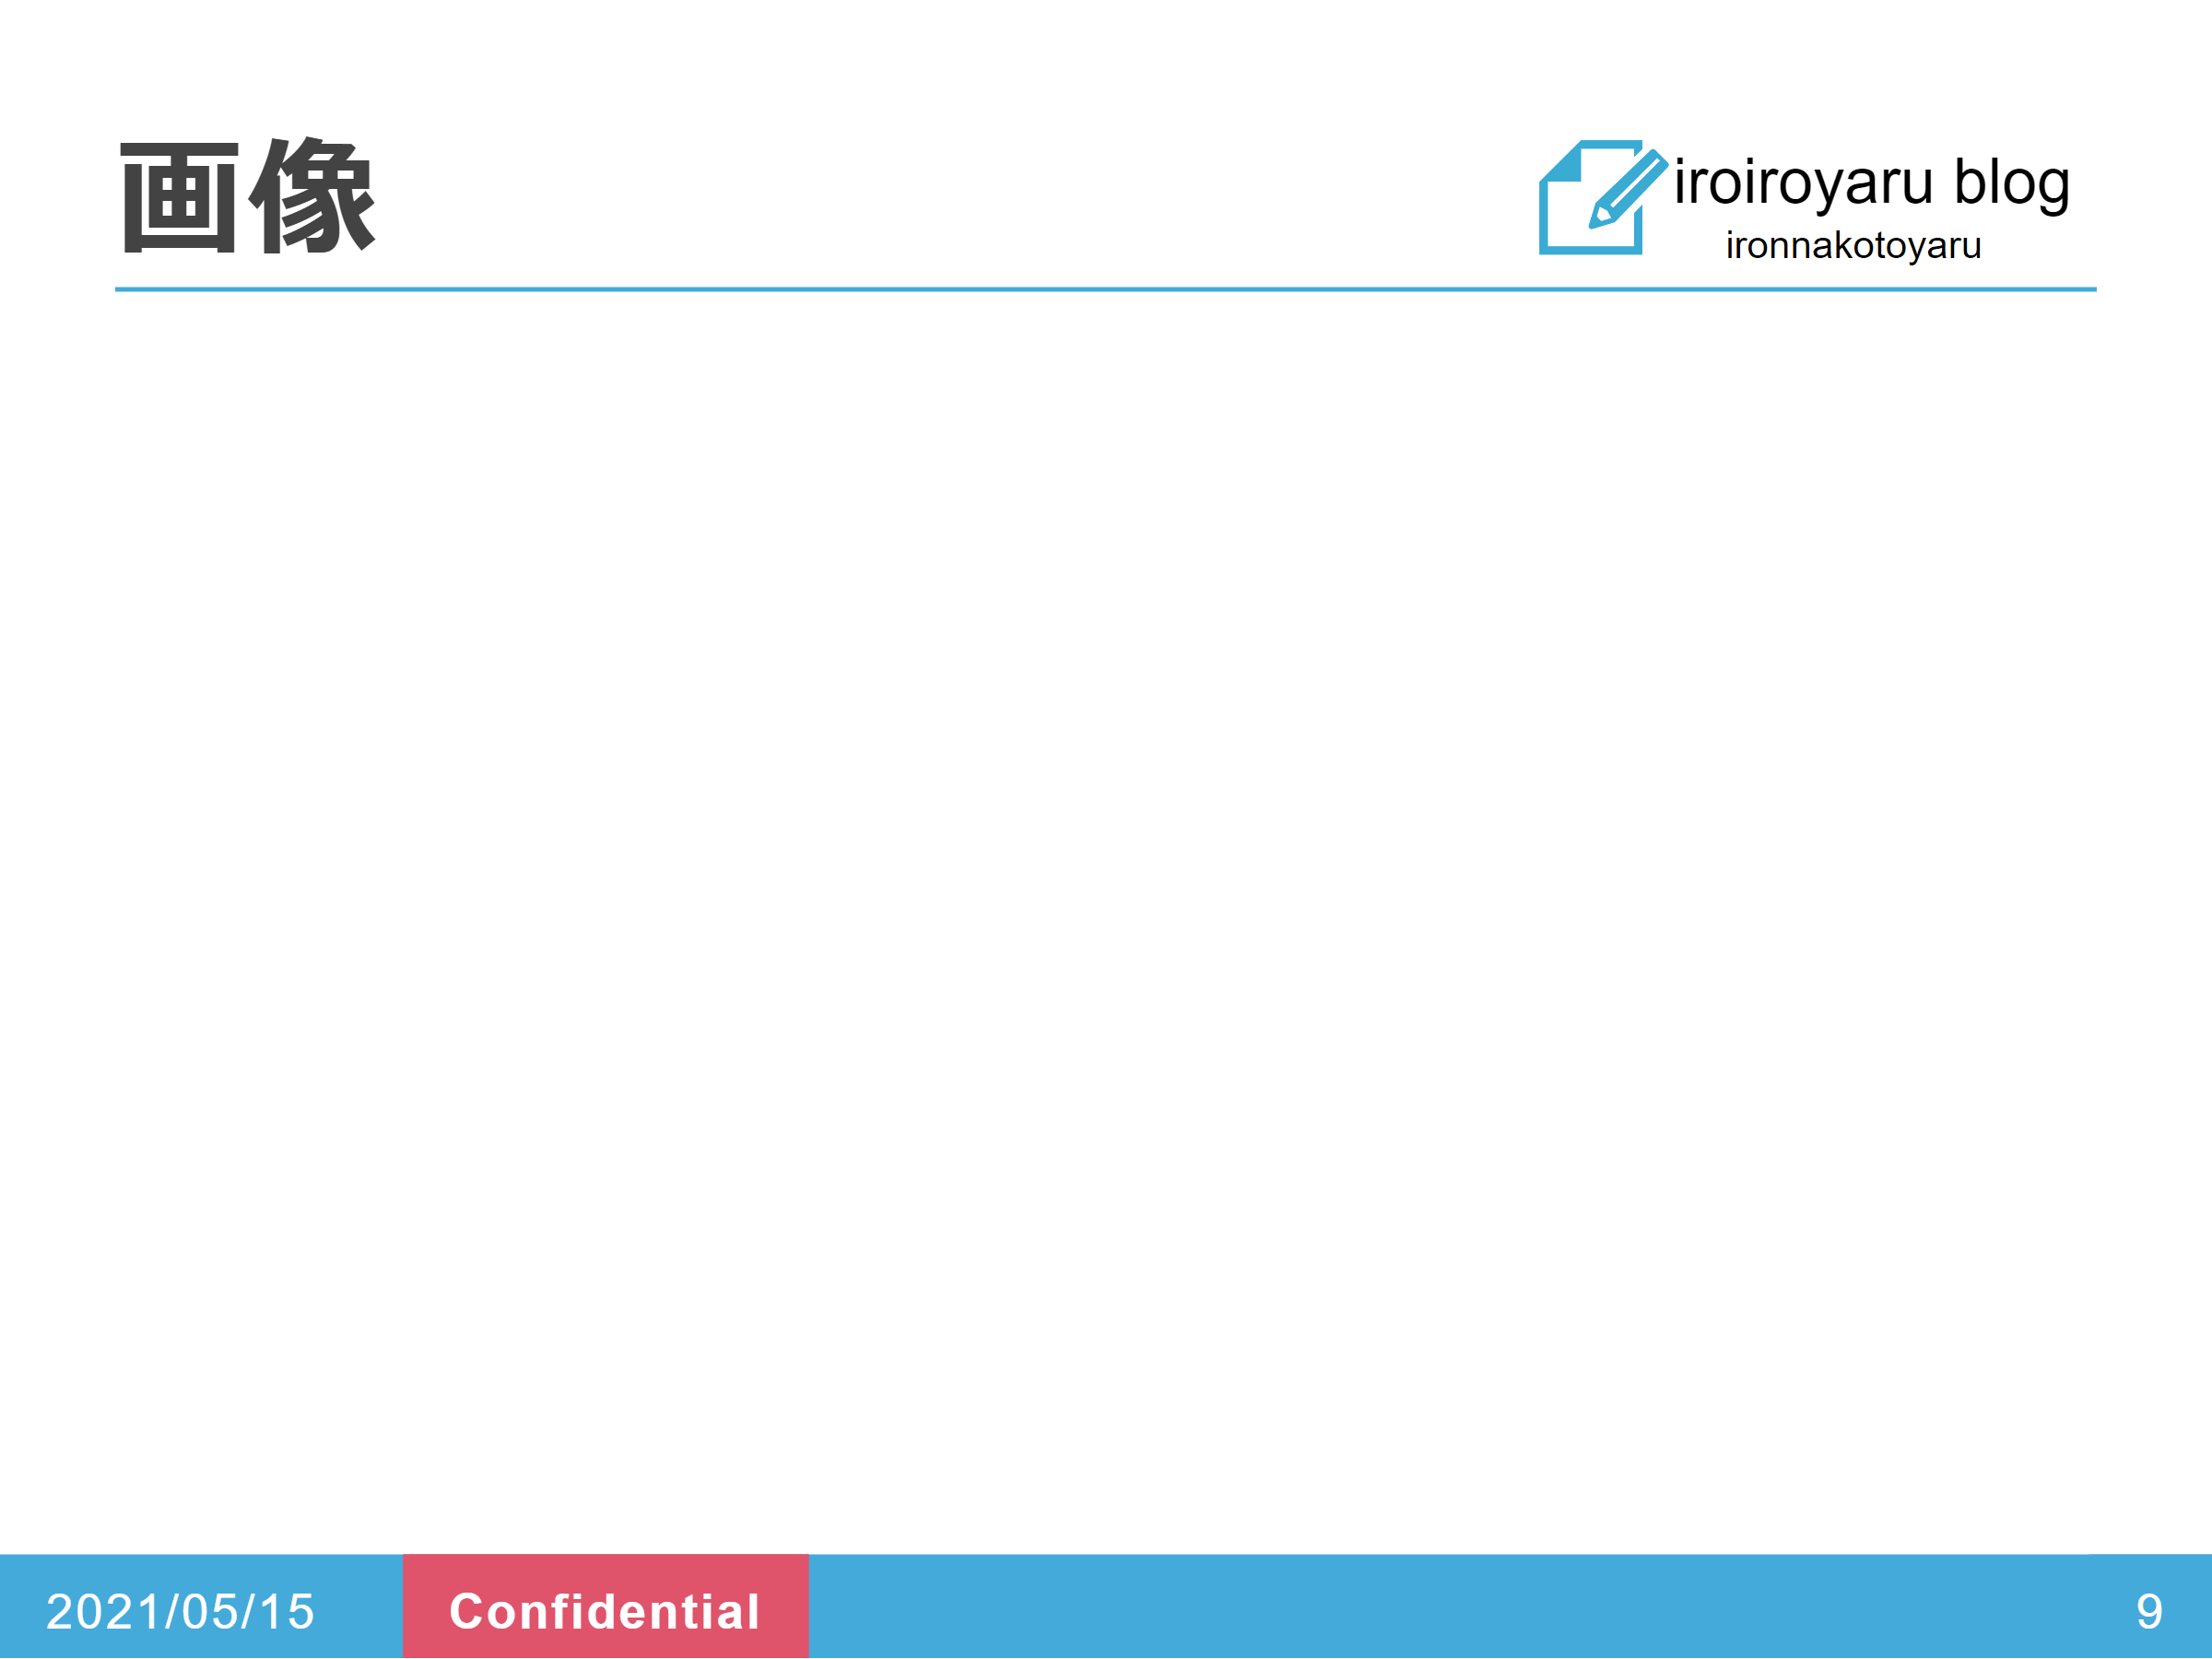 画像
iroiroyaru blog
ironnakotoyaru
2021/05/15
Confidential
9